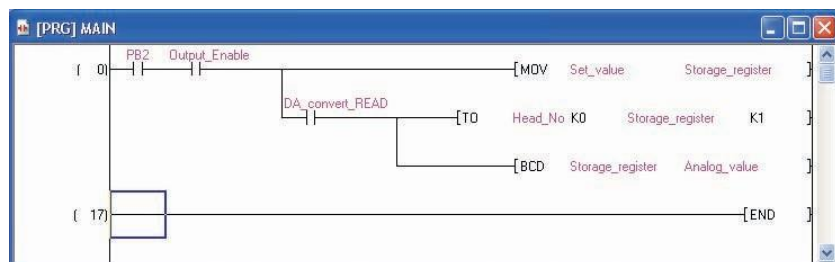 [PRG] MAIN
PB2 Output_Enable
( 0) [MOV Set_value Storage_register ]
DA_convert_READ
[TO Head_No K0 Storage_register K1 ]
[BCD Storage_register Analog_value ]
( 17) [END ]